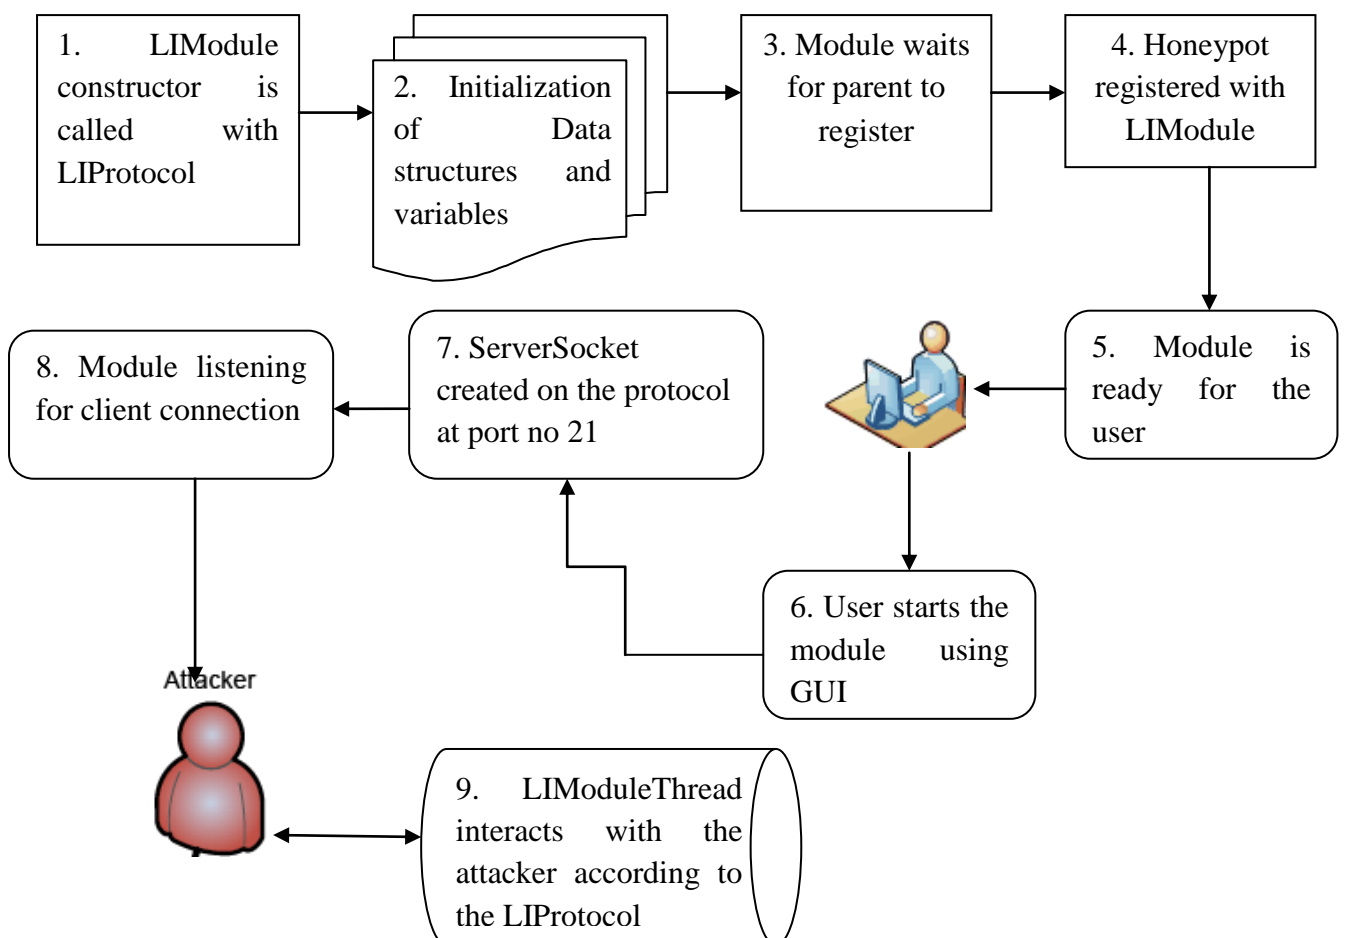 1. LIModule
constructor is
called with
LIProtocol
2. Initialization
of Data
structures and
variables
3. Module waits
for parent to
register
4. Honeypot
registered with
LIModule
5. Module is
ready for the
user
6. User starts the
module using
GUI
7. ServerSocket
created on the protocol
at port no 21
8. Module listening
for client connection
Attacker
9. LIModuleThread
interacts with the
attacker according to
the LIProtocol